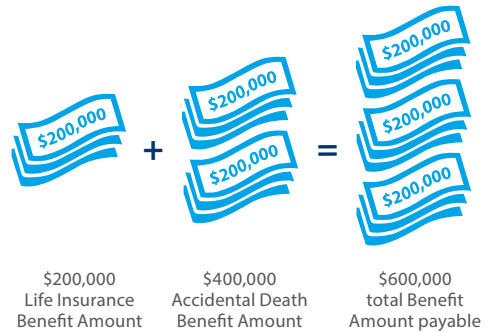 $200,000
+
$200,000
$200,000
=
$200,000
$200,000
$200,000
$200,000
Life Insurance
Benefit Amount
$400,000
Accidental Death
Benefit Amount
$600,000
total Benefit
Amount payable